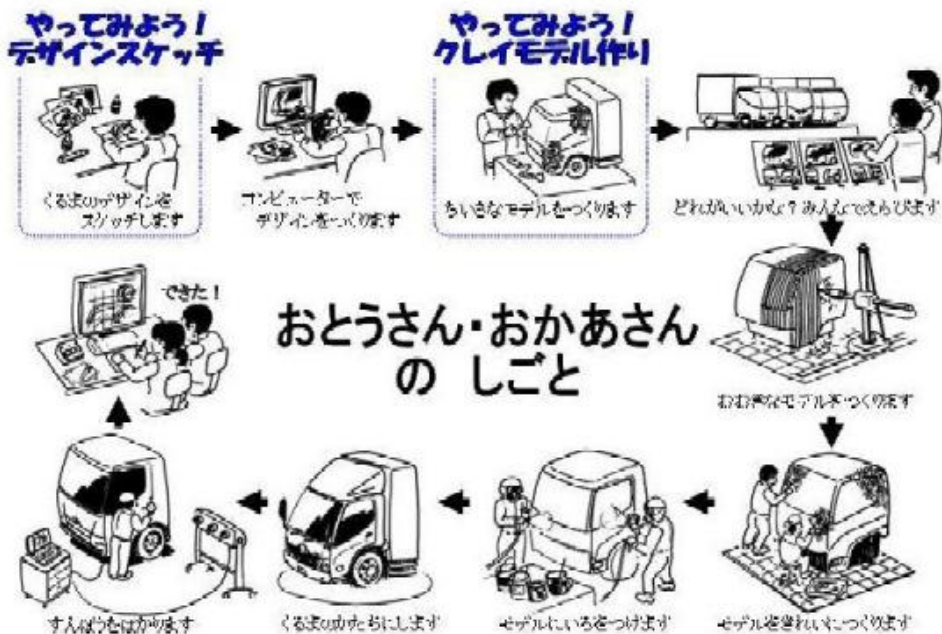 やってみよう！
デザインスケッチ
くるまのデザインを
スケッチします
コンピューターで
デザインをつくります
やってみよう！
クレイモデル作り
ちいさなモデルをつくります
どれがいいかな？みんなでえらびます
おおきなモデルをつくります
モデルをきれいにつくります
モデルにいろをつけます
くるまのかたちにします
すんぽうをはかります
できた！
おとうさん・おかあさん
の しごと